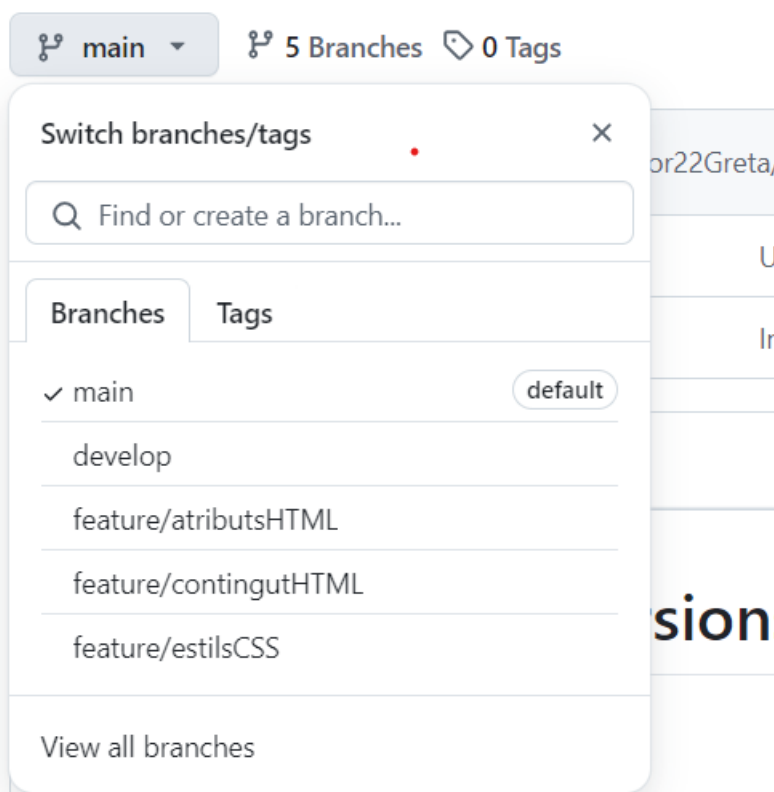 main 5 Branches 0 Tags
Switch branches/tags
or22Greta/
Find or create a branch...
Branches Tags
main default
develop
feature/atributsHTML
feature/contingutHTML
sion
feature/estilsCSS
View all branches